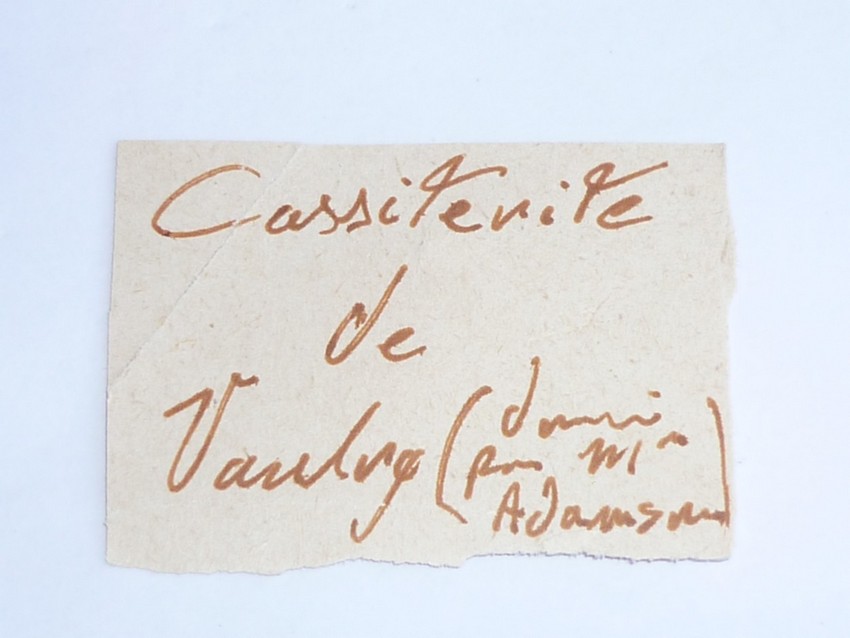 Cassiterite
de
Vaulry (donné
par Mr
Adamson)